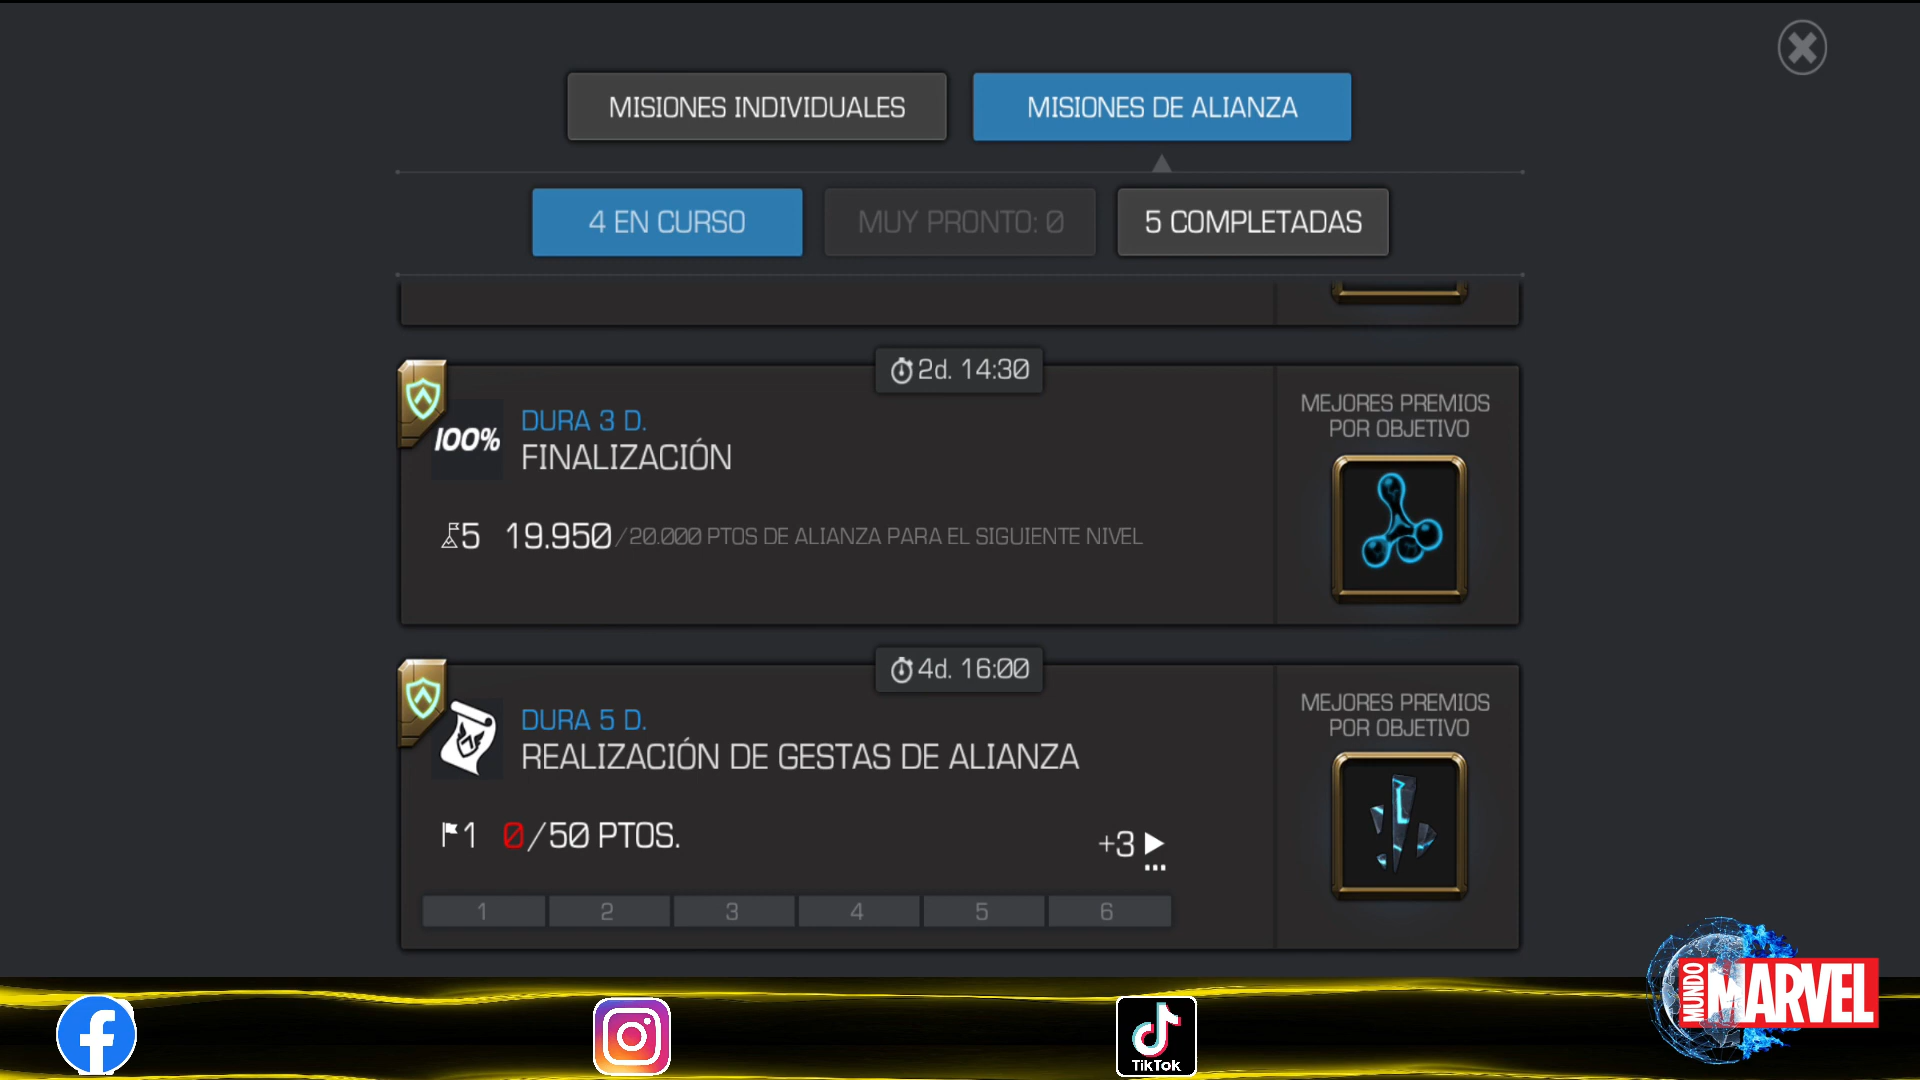 MISIONES INDIVIDUALES
MISIONES DE ALIANZA
4 EN CURSO
MUY PRONTO: 0
5 COMPLETADAS
2d. 14:30
100%
DURA 3 D.
FINALIZACIÓN
5 19.950/20.000 PTOS DE ALIANZA PARA EL SIGUIENTE NIVEL
MEJORES PREMIOS
POR OBJETIVO
4d. 16:00
DURA 5 D.
REALIZACIÓN DE GESTAS DE ALIANZA
1 0/50 PTOS.
+3
1 2 3 4 5 6
MEJORES PREMIOS
POR OBJETIVO
TikTok
MUNDO
MARVEL